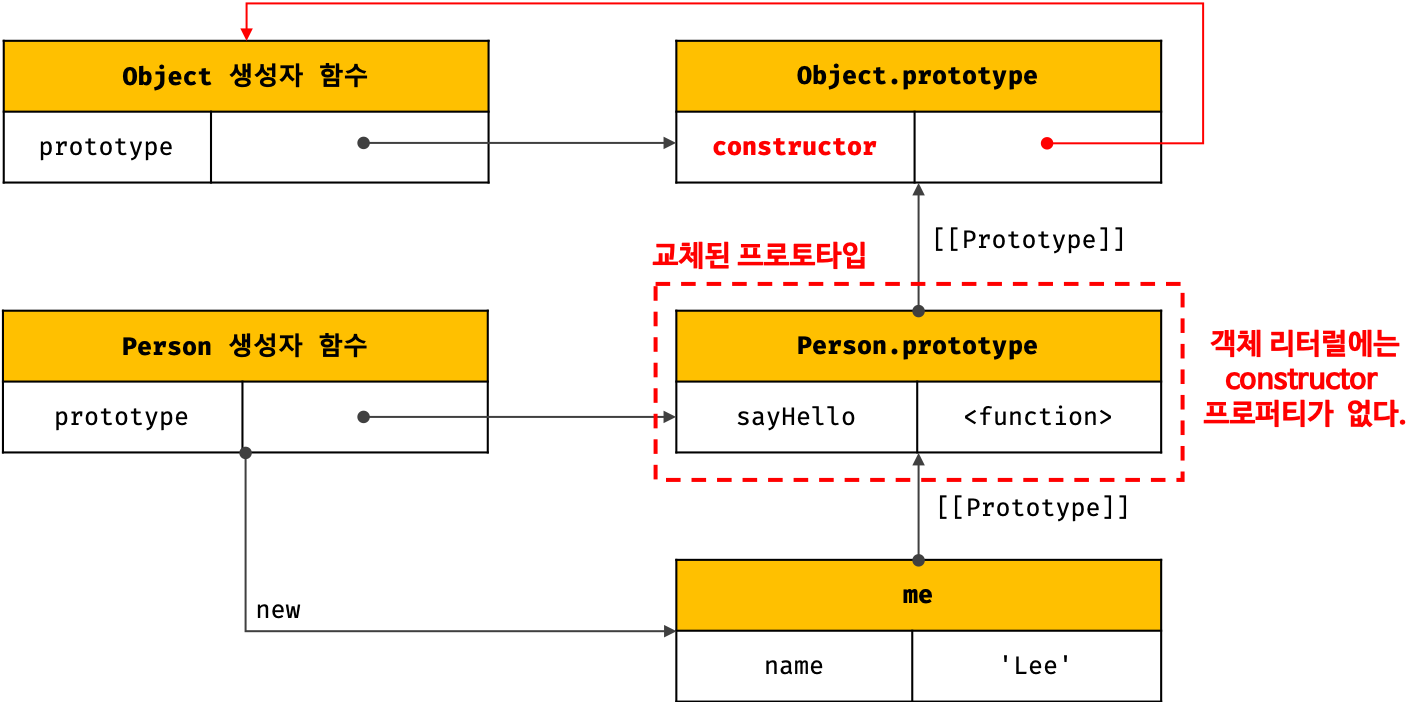 Object 생성자 함수
Object.prototype
prototype
constructor
[[Prototype]]
교체된 프로토타입
Person 생성자 함수
Person.prototype
객체 리터럴에는
constructor
프로퍼티가 없다.
prototype
sayHello
<function>
[[Prototype]]
me
new
name
'Lee'